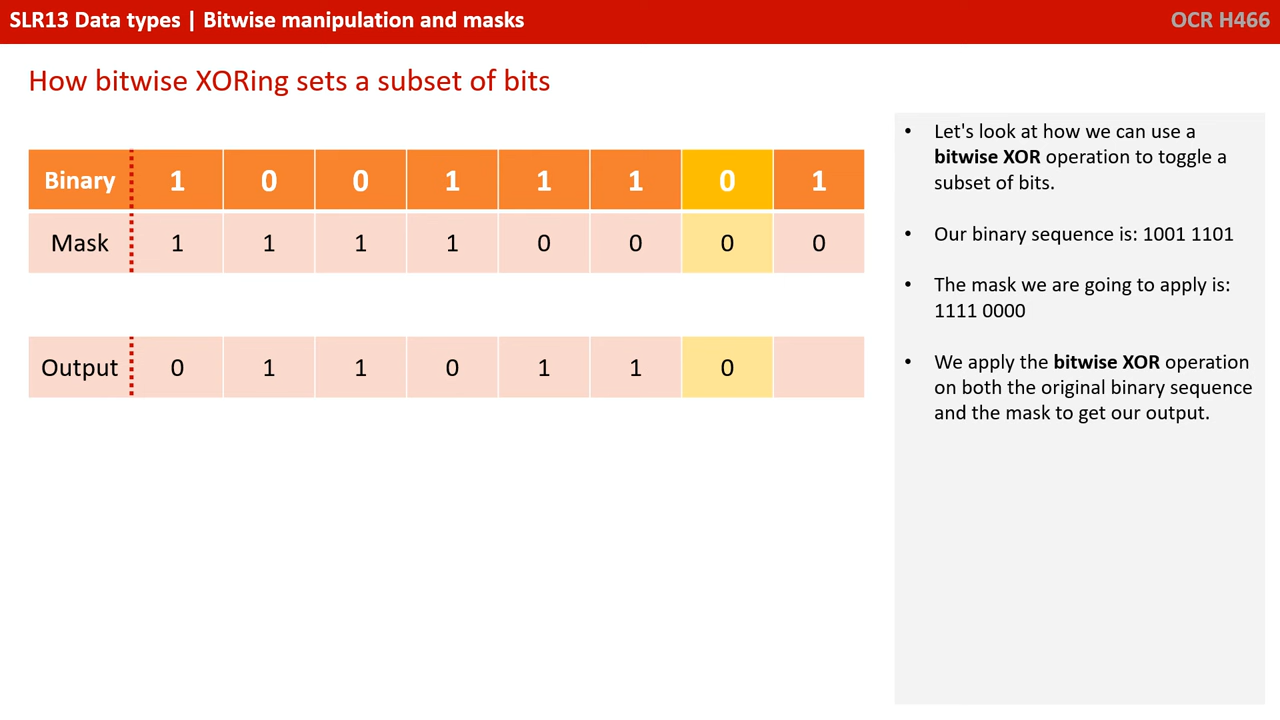 SLR13 Data types | Bitwise manipulation and masks
OCR H466
How bitwise XORing sets a subset of bits
Binary 1 0 0 1 1 1 0 1
Mask 1 1 1 1 0 0 0 0
Output 0 1 1 0 1 1 0
• Let's look at how we can use a
bitwise XOR operation to toggle a
subset of bits.
• Our binary sequence is: 1001 1101
• The mask we are going to apply is:
1111 0000
• We apply the bitwise XOR operation
on both the original binary sequence
and the mask to get our output.